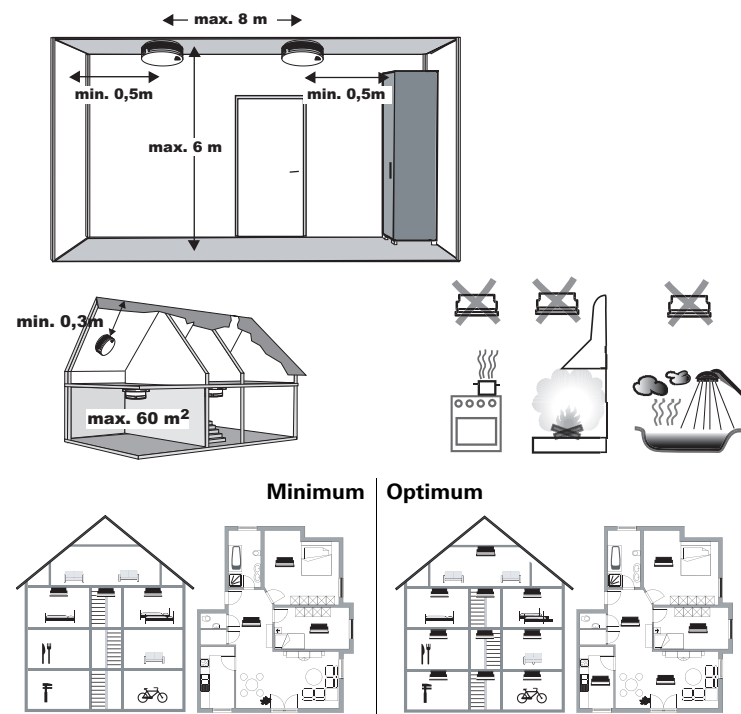 max. 8 m
min. 0,5m
min. 0,5m
max. 6 m
min. 0,3m
max. 60 m²
Minimum
Optimum